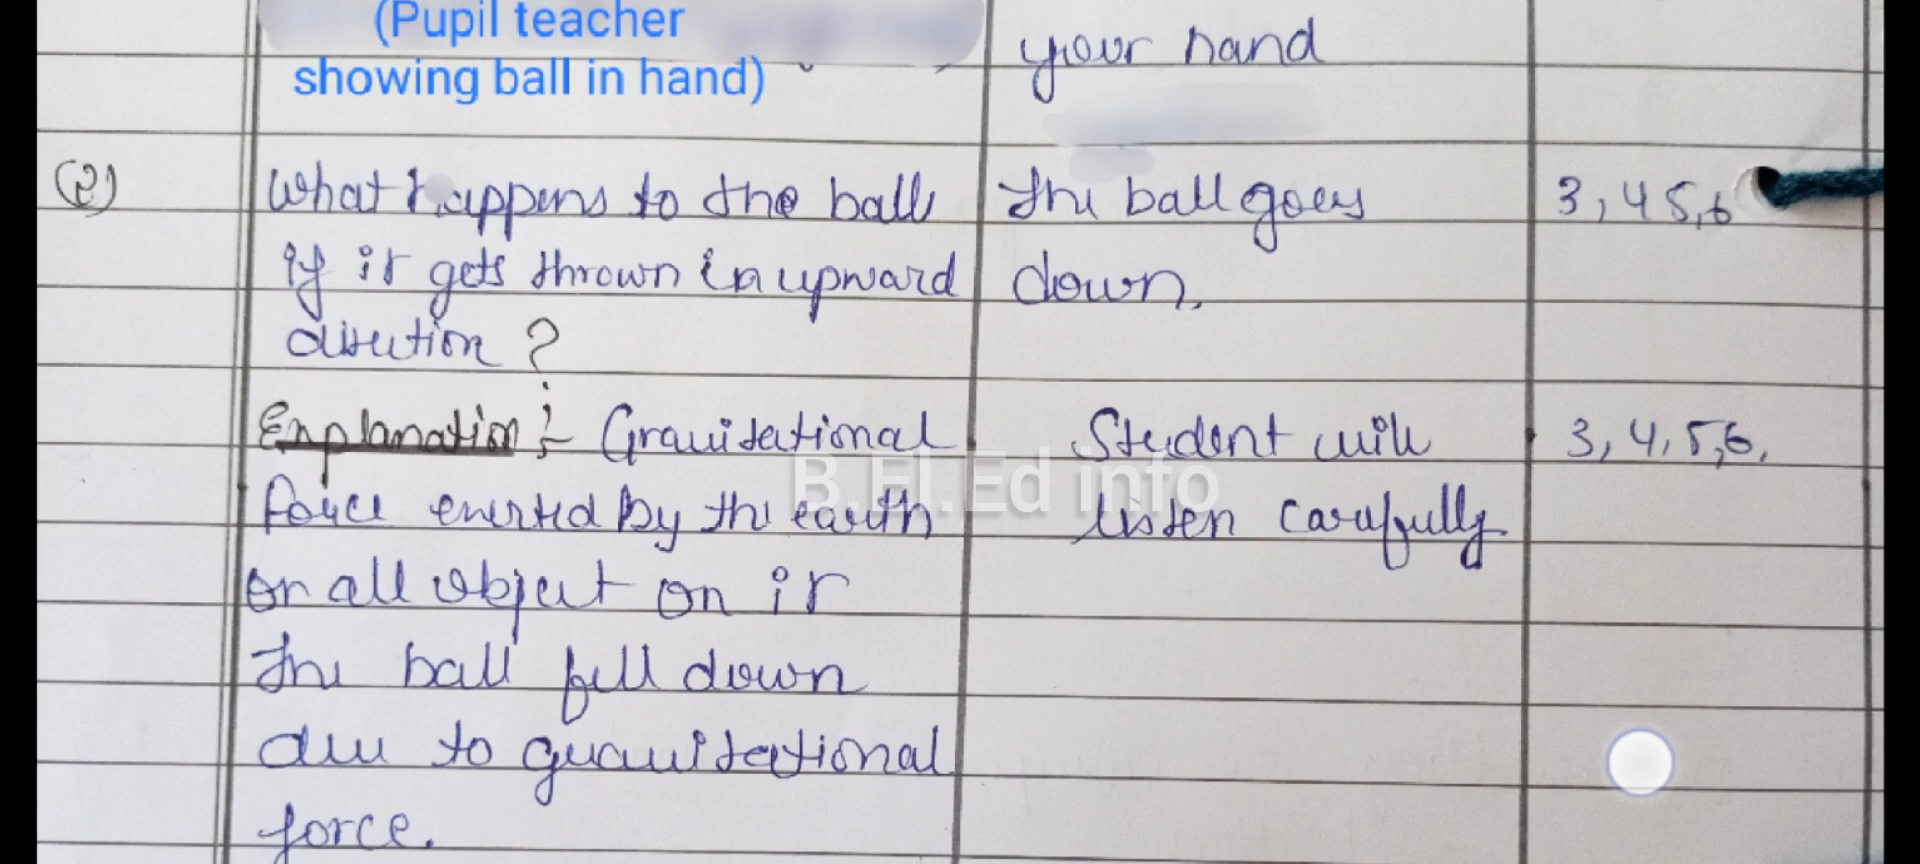 (Pupil teacher
showing ball in hand)
your hand
(2)
What happens to the ball
if it gets thrown in upward
direction ?
The ball goes
down.
3, 4 5,6
Explanation :- Gravitational
force exerted by the earth
on all object on it
The ball fell down
due to gravitational
force.
Student will
listen carefully
3, 4, 5,6,
B.El.Ed info